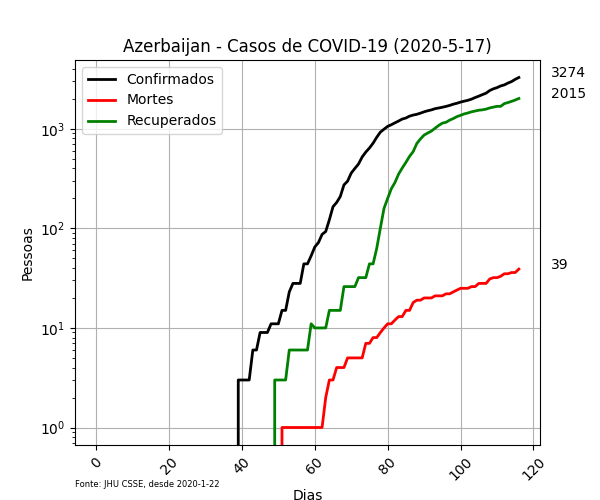 Azerbaijan - Casos de COVID-19 (2020-5-17)
Confirmados
Mortes
Recuperados
3274
2015
39
10³
10²
10¹
10⁰
Pessoas
0
20
40
60
80
100
120
Fonte: JHU CSSE, desde 2020-1-22
Dias